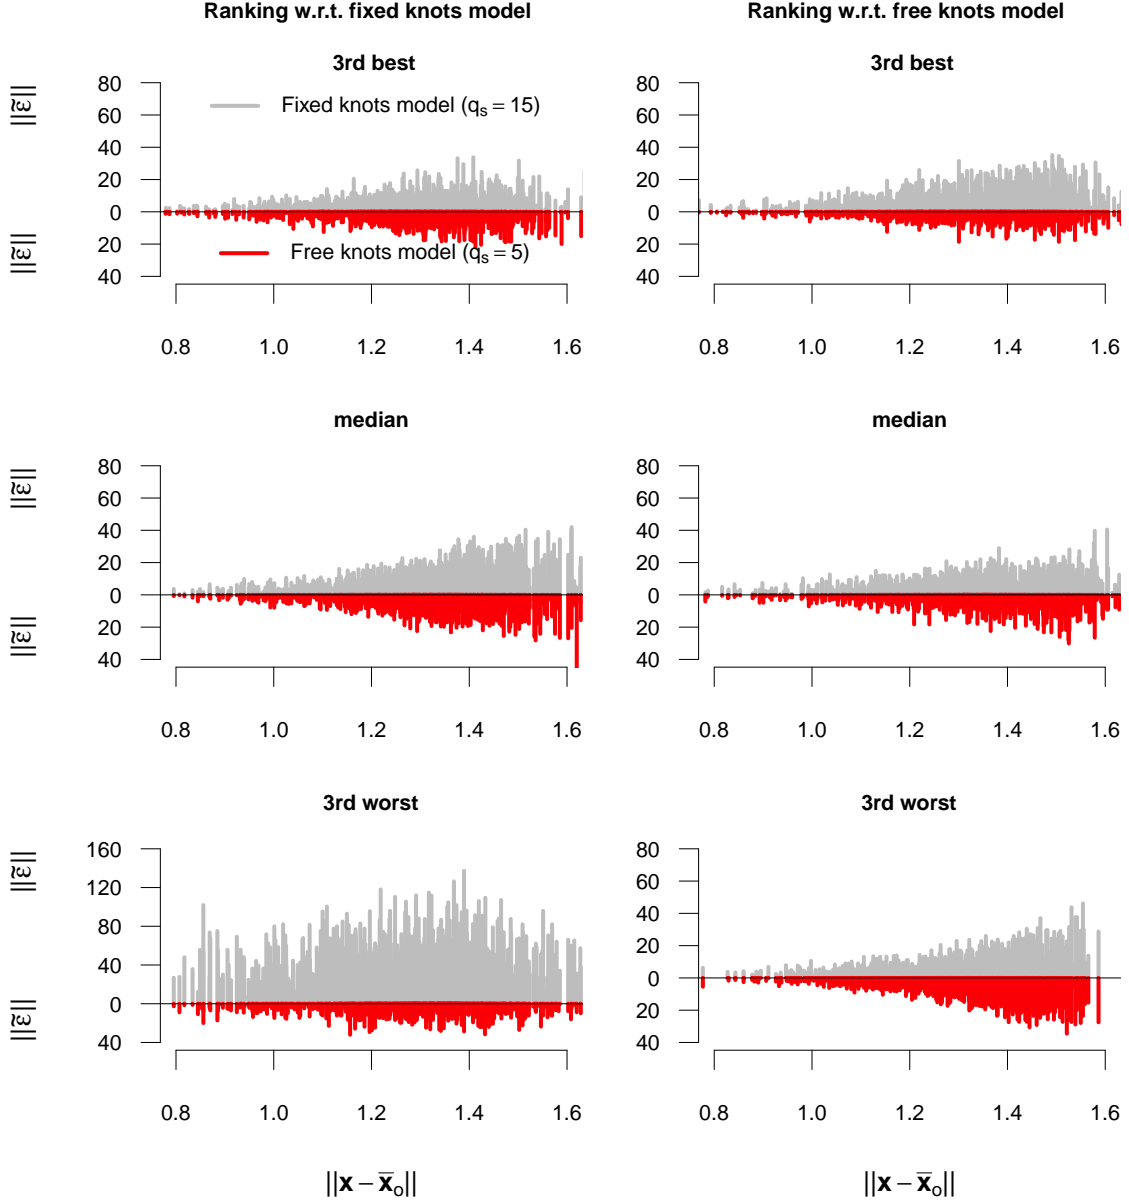 Ranking w.r.t. fixed knots model
Ranking w.r.t. free knots model
3rd best
80
60
40
20
0
20
40
||ε̃||
||ε̃||
Fixed knots model (qₛ = 15)
Free knots model (qₛ = 5)
0.8 1.0 1.2 1.4 1.6
3rd best
80
60
40
20
0
20
40
0.8 1.0 1.2 1.4 1.6
median
80
60
40
20
0
20
40
||ε̃||
||ε̃||
0.8 1.0 1.2 1.4 1.6
median
80
60
40
20
0
20
40
0.8 1.0 1.2 1.4 1.6
3rd worst
160
120
80
40
0
40
||ε̃||
||ε̃||
0.8 1.0 1.2 1.4 1.6
3rd worst
80
60
40
20
0
20
40
0.8 1.0 1.2 1.4 1.6
||x − x̅ₒ||
||x − x̅ₒ||